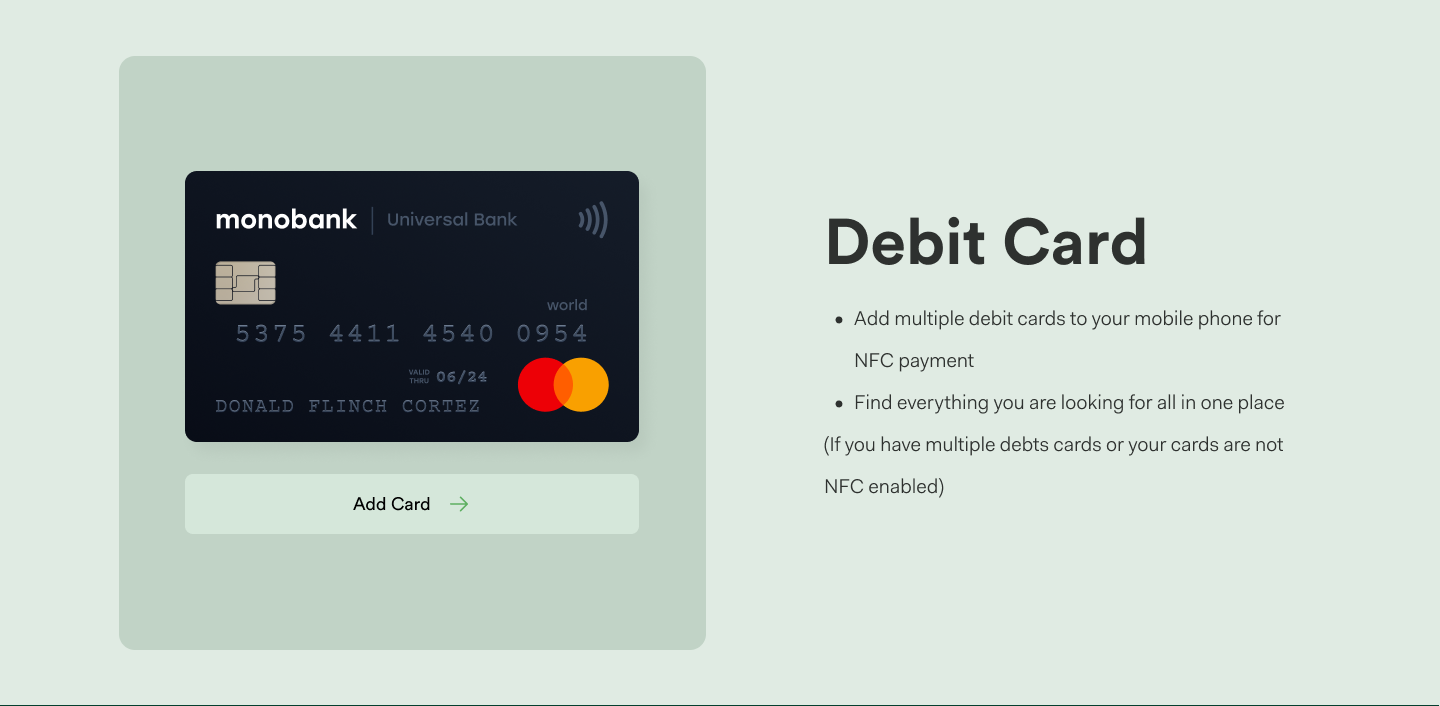 monobank | Universal Bank
world
5375 4411 4540 0954
VALID THRU 06/24
DONALD FLINCH CORTEZ
Add Card →
Debit Card
• Add multiple debit cards to your mobile phone for
NFC payment
• Find everything you are looking for all in one place
(If you have multiple debts cards or your cards are not
NFC enabled)